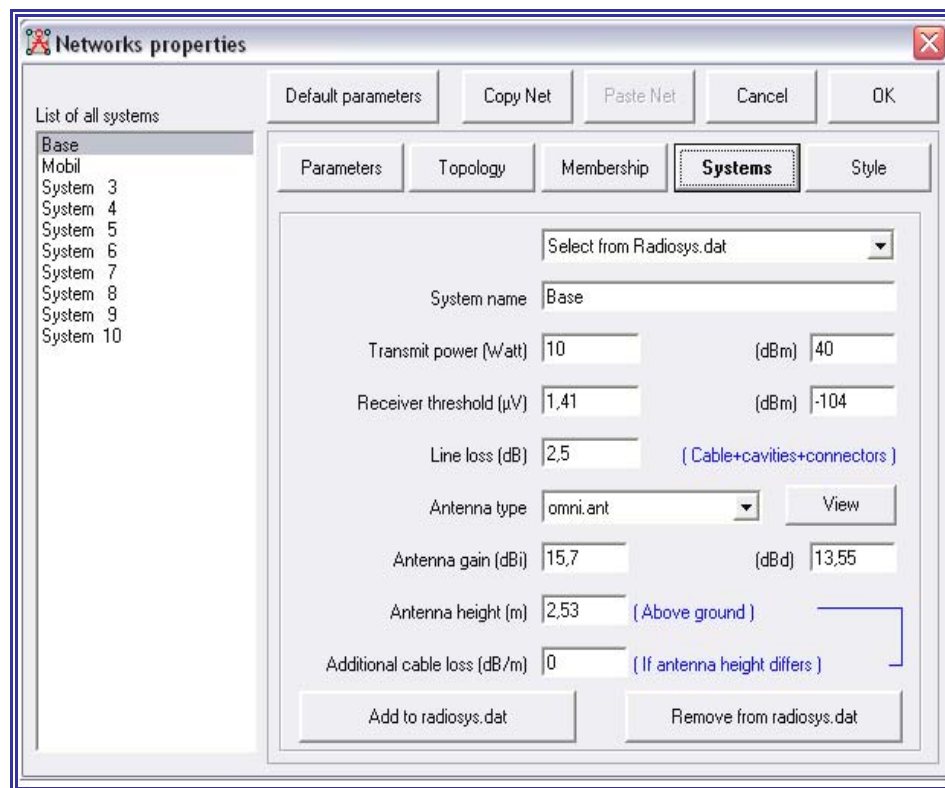 Networks properties
List of all systems
Base
Mobil
System 3
System 4
System 5
System 6
System 7
System 8
System 9
System 10
Default parameters Copy Net Paste Net Cancel OK
Parameters Topology Membership Systems Style
Select from Radiosys.dat
System name Base
Transmit power (Watt) 10 (dBm) 40
Receiver threshold (µV) 1,41 (dBm) -104
Line loss (dB) 2,5 ( Cable+cavities+connectors )
Antenna type omni.ant View
Antenna gain (dBi) 15,7 (dBd) 13,55
Antenna height (m) 2,53 ( Above ground )
Additional cable loss (dB/m) 0 ( If antenna height differs )
Add to radiosys.dat Remove from radiosys.dat